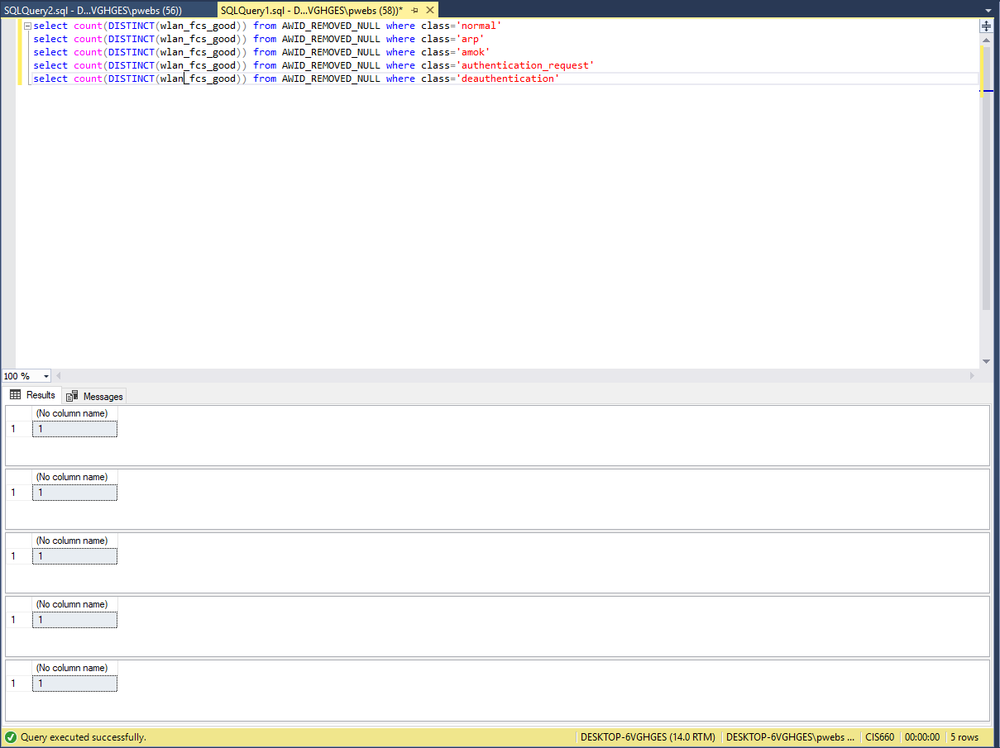 SQLQuery2.sql - D...VGHGES\pwebs (56)) SQLQuery1.sql - D...VGHGES\pwebs (58))*
select count(DISTINCT(wlan_fcs_good)) from AWID_REMOVED_NULL where class='normal'
select count(DISTINCT(wlan_fcs_good)) from AWID_REMOVED_NULL where class='arp'
select count(DISTINCT(wlan_fcs_good)) from AWID_REMOVED_NULL where class='amok'
select count(DISTINCT(wlan_fcs_good)) from AWID_REMOVED_NULL where class='authentication_request'
select count(DISTINCT(wlan_fcs_good)) from AWID_REMOVED_NULL where class='deauthentication'
100 %
Results Messages
(No column name)
1 1
(No column name)
1 1
(No column name)
1 1
(No column name)
1 1
(No column name)
1 1
Query executed successfully. DESKTOP-6VGHGES (14.0 RTM) DESKTOP-6VGHGES\pwebs ... CIS660 00:00:00 5 rows